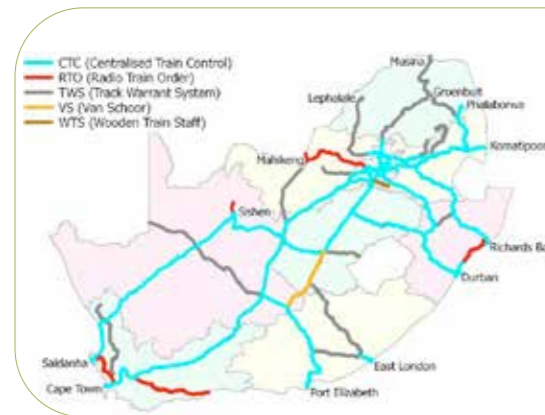 CTC (Centralised Train Control)
RTO (Radio Train Order)
TWS (Track Warrant System)
VS (Van Schoor)
WTS (Wooden Train Staff)
Musina
Groenbult
Lephalale
Phalaborwa
Komatipoort
Mahikeng
Sishen
Richards Ba
Durban
Saldanha
Cape Town
East London
Port Elizabeth